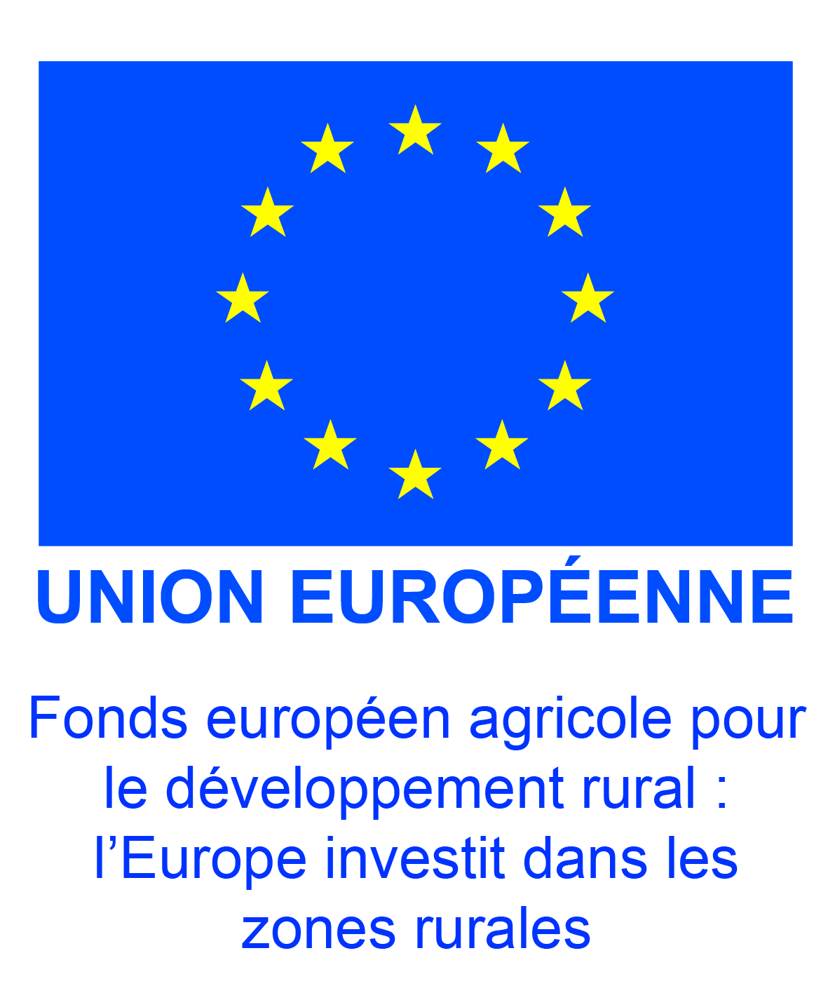 UNION EUROPÉENNE
Fonds européen agricole pour
le développement rural :
l’Europe investit dans les
zones rurales